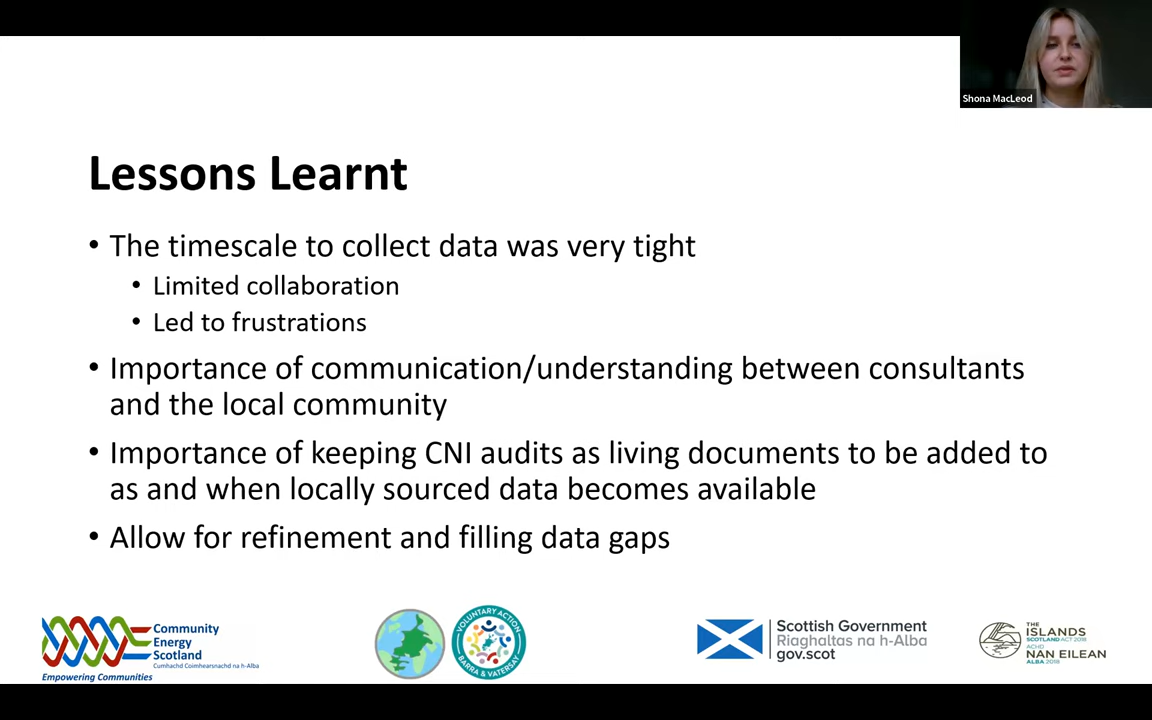 Shona MacLeod
Lessons Learnt
• The timescale to collect data was very tight
• Limited collaboration
• Led to frustrations
• Importance of communication/understanding between consultants
and the local community
• Importance of keeping CNI audits as living documents to be added to
as and when locally sourced data becomes available
• Allow for refinement and filling data gaps
Community
Energy
Scotland
Cumhachd Coimhearsnachd na h-Alba
Empowering Communities
VOLUNTARY ACTION
BARRA & VATERSAY
Scottish Government
Riaghaltas na h-Alba
gov.scot
THE
ISLANDS
SCOTLAND ACT 2018
ACHD
NAN EILEAN
ALBA 2018